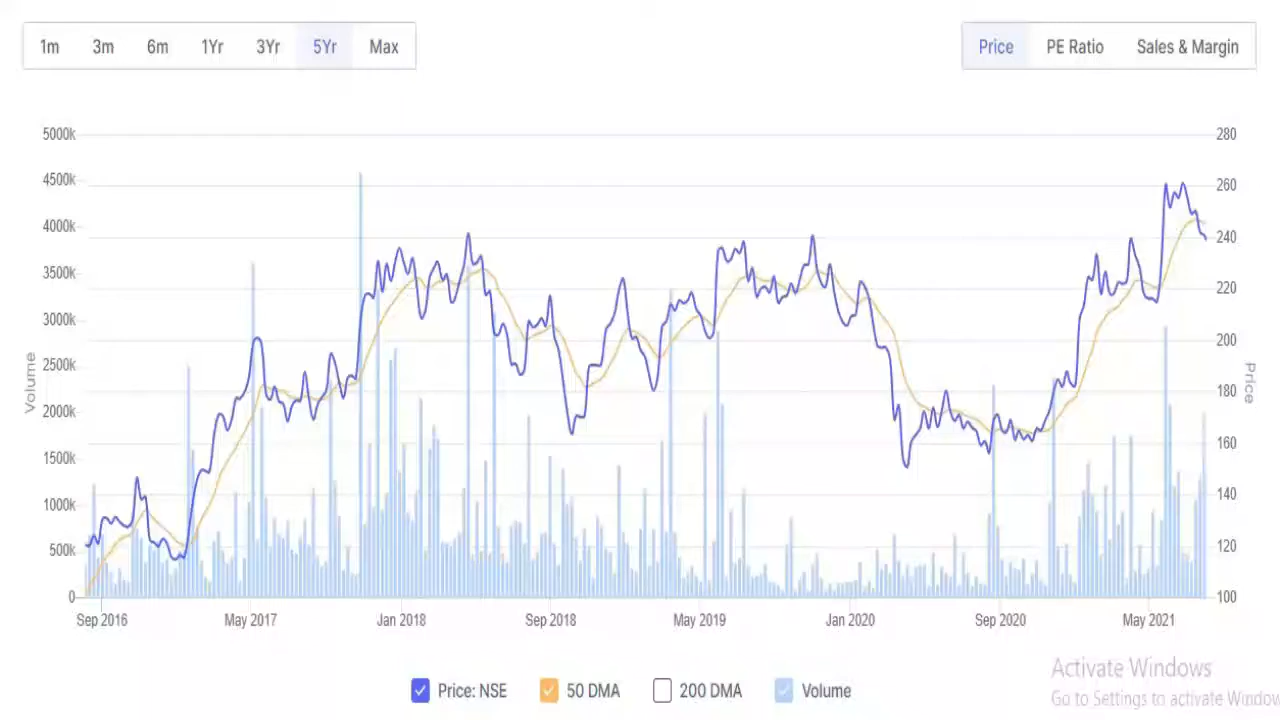 1m 3m 6m 1Yr 3Yr 5Yr Max Price PE Ratio Sales & Margin
5000k 280
4500k 260
4000k 240
3500k 220
3000k 200
2500k 180
2000k 160
1500k 140
1000k 120
500k 100
0
Volume
Price
Sep 2016 May 2017 Jan 2018 Sep 2018 May 2019 Jan 2020 Sep 2020 May 2021
Price: NSE 50 DMA 200 DMA Volume
Activate Windows
Go to Settings to activate Window